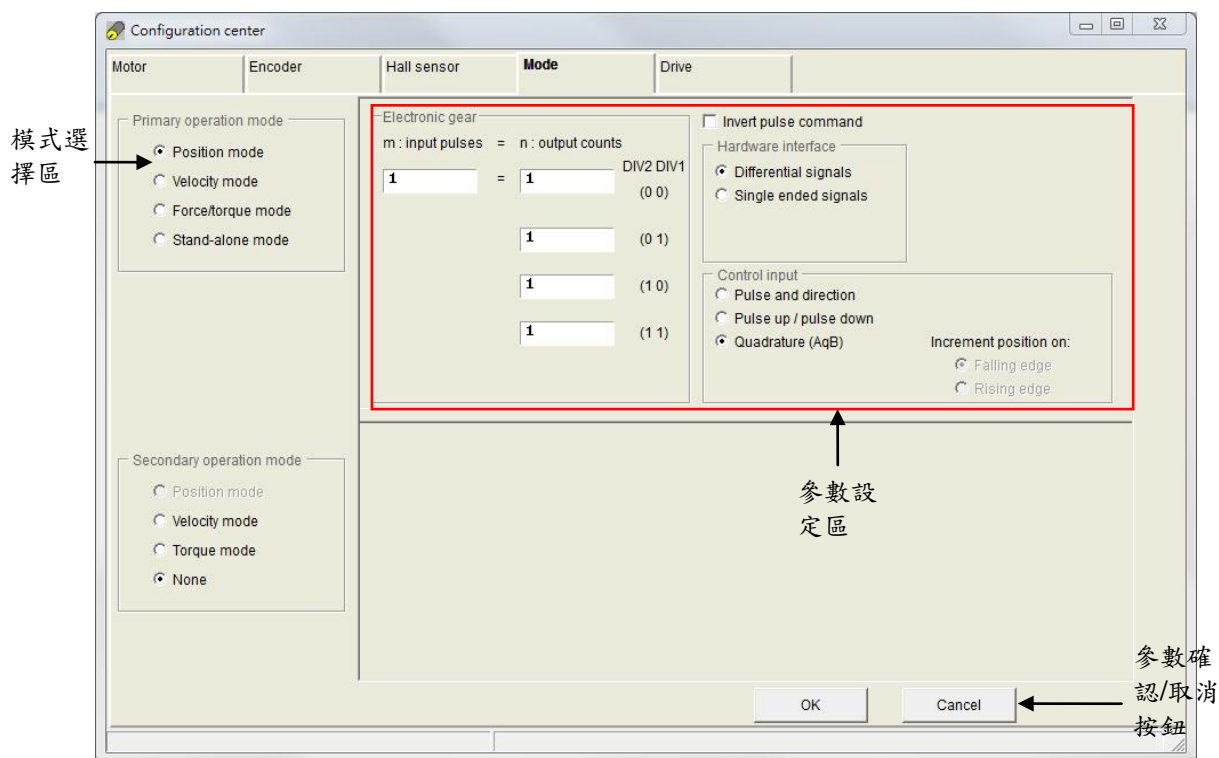 Configuration center
Motor
Encoder
Hall sensor
Mode
Drive
模式選
擇區
Primary operation mode
Position mode
Velocity mode
Force/torque mode
Stand-alone mode
Electronic gear
m : input pulses = n : output counts
DIV2 DIV1
1 = 1 (0 0)
1 (0 1)
1 (1 0)
1 (1 1)
Invert pulse command
Hardware interface
Differential signals
Single ended signals
Control input
Pulse and direction
Pulse up / pulse down
Quadrature (AqB)
Increment position on:
Falling edge
Rising edge
參數設
定區
Secondary operation mode
Position mode
Velocity mode
Torque mode
None
OK
Cancel
參數確
認/取消
按鈕